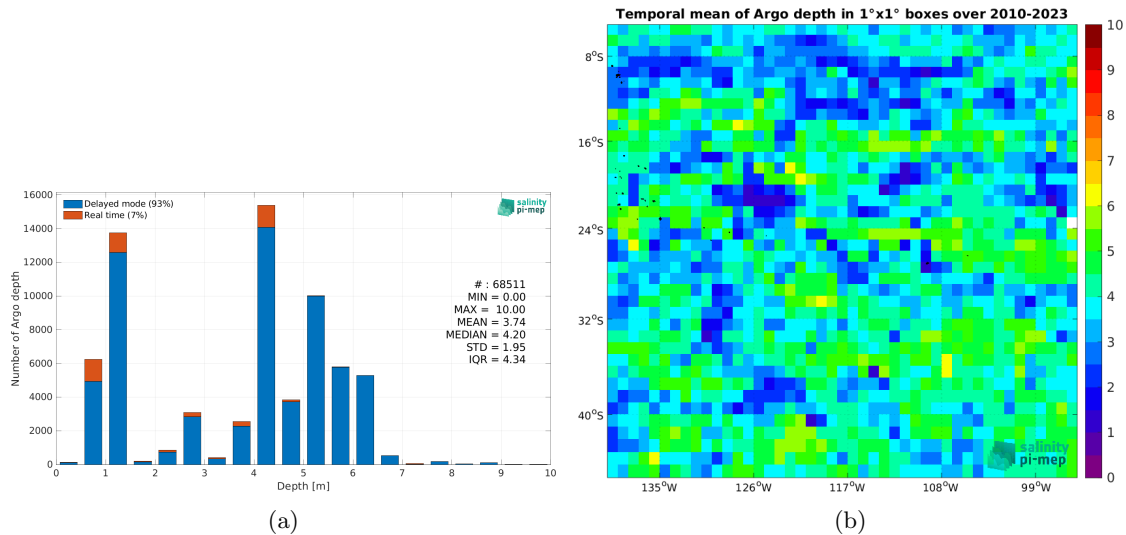 Delayed mode (93%)
Real time (7%)
salinity
pi-mep
16000
14000
12000
10000
8000
6000
4000
2000
0
Number of Argo depth
# : 68511
MIN = 0.00
MAX = 10.00
MEAN = 3.74
MEDIAN = 4.20
STD = 1.95
IQR = 4.34
0 1 2 3 4 5 6 7 8 9 10
Depth [m]
(a)
Temporal mean of Argo depth in 1°x1° boxes over 2010-2023
8°S
16°S
24°S
32°S
40°S
135°W 126°W 117°W 108°W 99°W
salinity
pi-mep
10
9
8
7
6
5
4
3
2
1
0
(b)